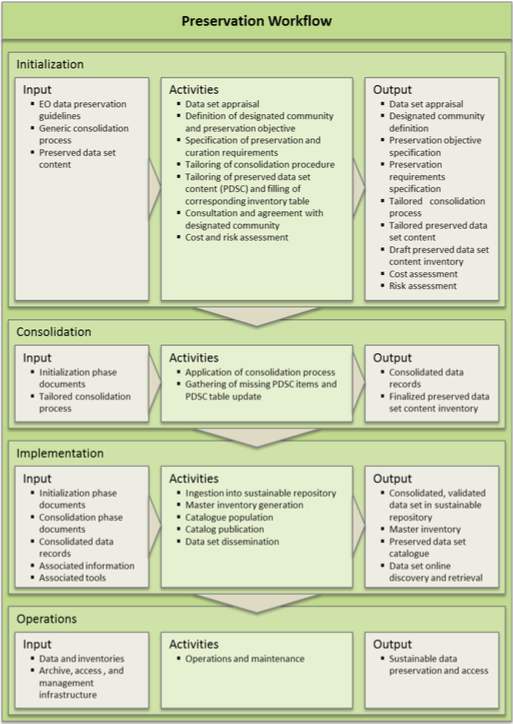 Preservation Workflow
Initialization
Input
▪ EO data preservation
guidelines
▪ Generic consolidation
process
▪ Preserved data set
content
Activities
▪ Data set appraisal
▪ Definition of designated community
and preservation objective
▪ Specification of preservation and
curation requirements
▪ Tailoring of consolidation procedure
▪ Tailoring of preserved data set
content (PDSC) and filling of
corresponding inventory table
▪ Consultation and agreement with
designated community
▪ Cost and risk assessment
Output
▪ Data set appraisal
▪ Designated community
definition
▪ Preservation objective
specification
▪ Preservation
requirements
specification
▪ Tailored consolidation
process
▪ Tailored preserved data
set content
▪ Draft preserved data set
content inventory
▪ Cost assessment
▪ Risk assessment
Consolidation
Input
▪ Initialization phase
documents
▪ Tailored consolidation
process
Activities
▪ Application of consolidation process
▪ Gathering of missing PDSC items and
PDSC table update
Output
▪ Consolidated data
records
▪ Finalized preserved data
set content inventory
Implementation
Input
▪ Initialization phase
documents
▪ Consolidation phase
documents
▪ Consolidated data
records
▪ Associated information
▪ Associated tools
Activities
▪ Ingestion into sustainable repository
▪ Master inventory generation
▪ Catalogue population
▪ Catalog publication
▪ Data set dissemination
Output
▪ Consolidated, validated
data set in sustainable
repository
▪ Master inventory
▪ Preserved data set
catalogue
▪ Data set online
discovery and retrieval
Operations
Input
▪ Data and inventories
▪ Archive, access , and
management
infrastructure
Activities
▪ Operations and maintenance
Output
▪ Sustainable data
preservation and access